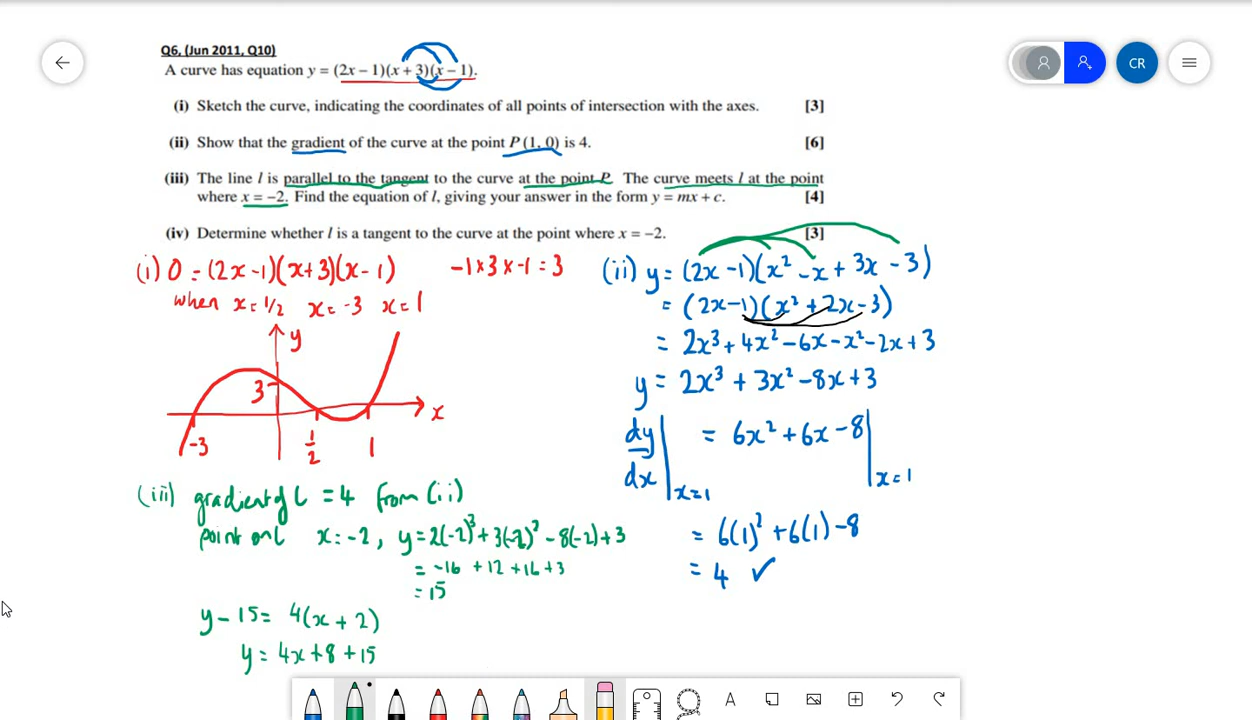 Q6, (Jun 2011, Q10)
A curve has equation y = (2x − 1)(x + 3)(x − 1).
(i) Sketch the curve, indicating the coordinates of all points of intersection with the axes. [3]
(ii) Show that the gradient of the curve at the point P (1, 0) is 4. [6]
(iii) The line l is parallel to the tangent to the curve at the point P. The curve meets l at the point
where x = −2. Find the equation of l, giving your answer in the form y = mx + c. [4]
(iv) Determine whether l is a tangent to the curve at the point where x = −2. [3]
(i) 0 = (2x-1)(x+3)(x-1) -1 x 3 x -1 = 3
when x = 1/2 x = -3 x = 1
y
3
x
-3 1/2 1
(ii) y = (2x-1)(x² - x + 3x - 3)
= (2x-1)(x² + 2x - 3)
= 2x³ + 4x² - 6x - x² - 2x + 3
y = 2x³ + 3x² - 8x + 3
dy/dx |x=1 = 6x² + 6x - 8 |x=1
= 6(1)² + 6(1) - 8
= 4 ✓
(iii) gradient of l = 4 from (ii)
point on l x = -2, y = 2(-2)³ + 3(-2)² - 8(-2) + 3
= -16 + 12 + 16 + 3
= 15
y - 15 = 4(x + 2)
y = 4x + 8 + 15
CR
A